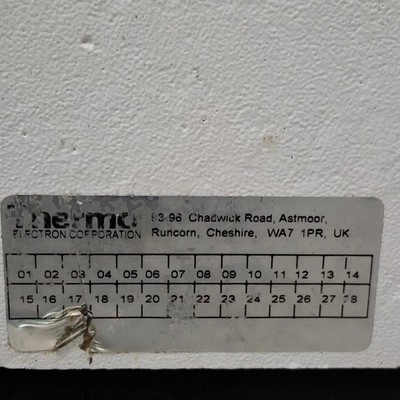 Thermo
ELECTRON CORPORATION
93-96 Chadwick Road, Astmoor,
Runcorn, Cheshire, WA7 1PR, UK
01 02 03 04 05 06 07 08 09 10 11 12 13 14
15 16 17 18 19 20 21 22 23 24 25 26 27 28